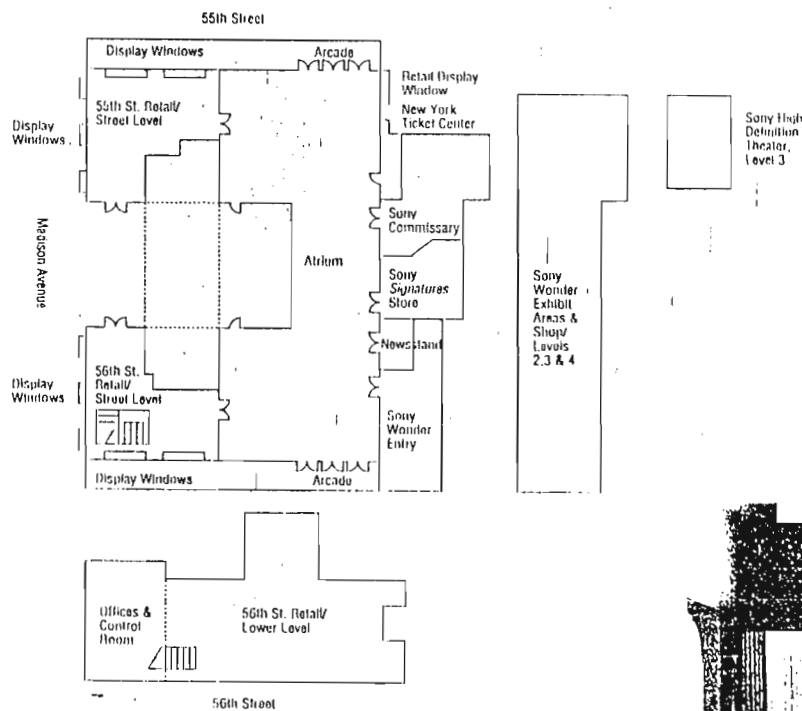 55th Street
Display Windows
Arcade
Retail Display
Window
55th St. Retail/
Street Level
New York
Ticket Center
Display
Windows
Sony High
Definition
Theater,
Level 3
Madison Avenue
Sony
Commissary
Atrium
Sony
Signatures
Store
Sony
Wonder
Exhibit
Areas &
Shop/
Levels
2,3 & 4
Newsstand
56th St.
Retail/
Street Level
Display
Windows
Sony
Wonder
Entry
Display Windows
Arcade
Offices &
Control
Room
56th St. Retail/
Lower Level
56th Street